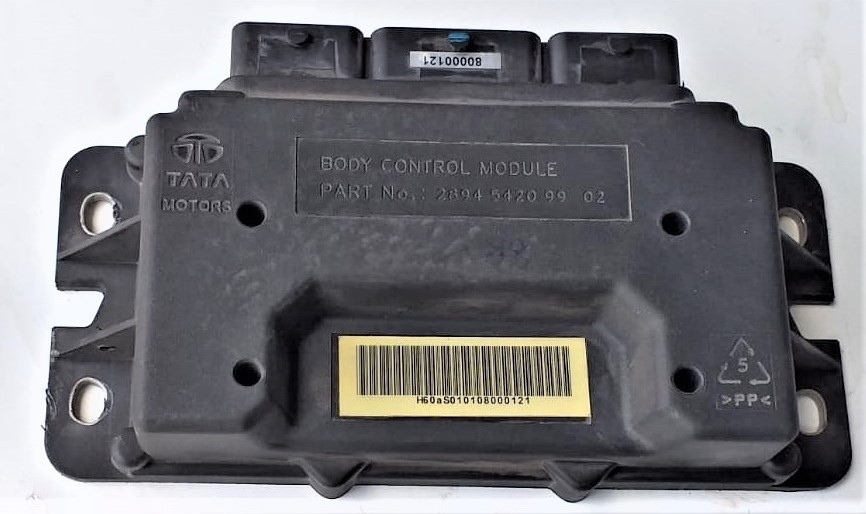 80000121
TATA
MOTORS
BODY CONTROL MODULE
PART No.: 2894 5420 99 02
H60aS010108000121
5
>PP<